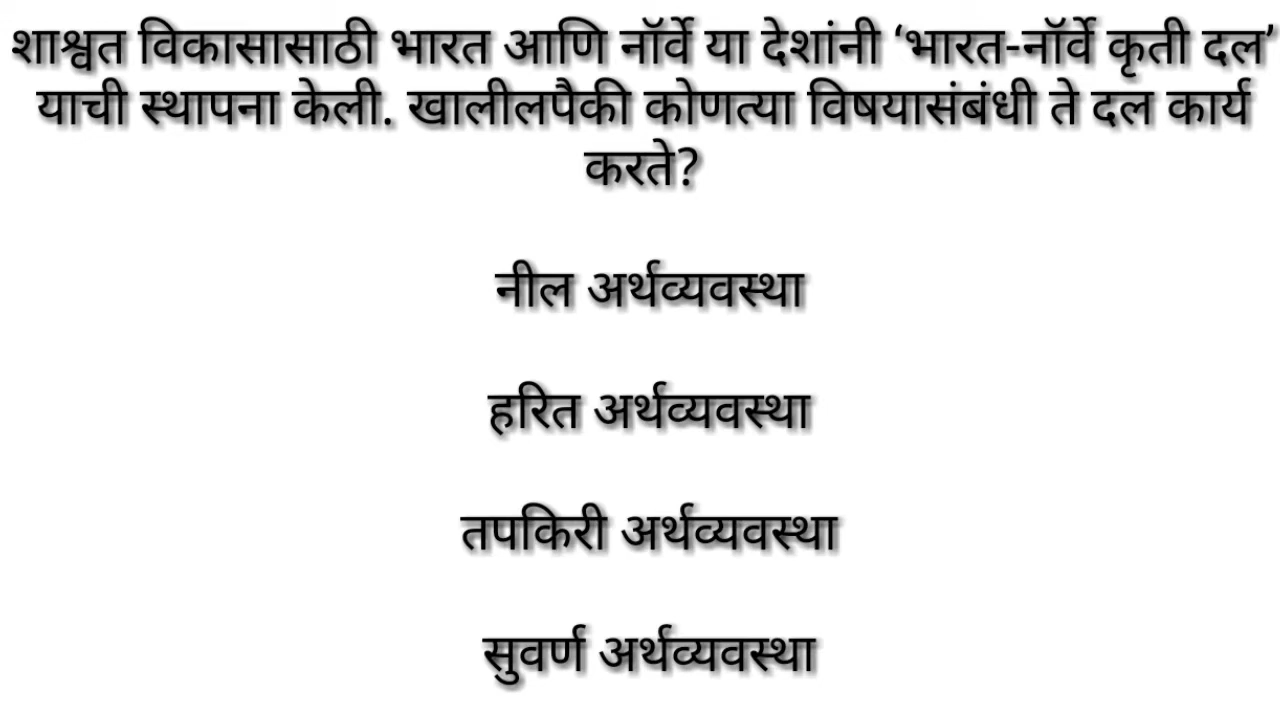 शाश्वत विकासासाठी भारत आणि नॉर्वे या देशांनी ‘भारत-नॉर्वे कृती दल’
याची स्थापना केली. खालीलपैकी कोणत्या विषयासंबंधी ते दल कार्य
करते?
नील अर्थव्यवस्था
हरित अर्थव्यवस्था
तपकिरी अर्थव्यवस्था
सुवर्ण अर्थव्यवस्था